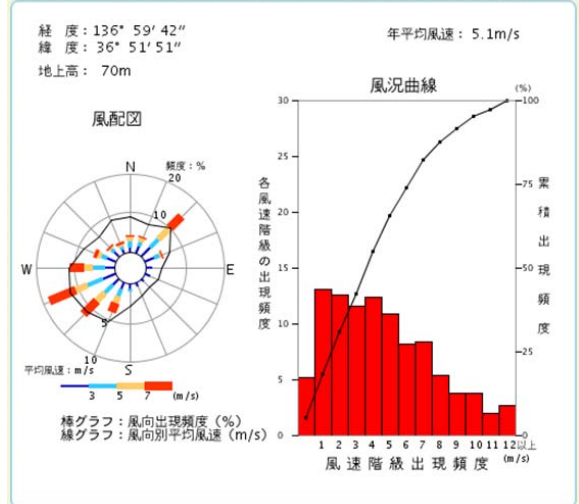 経 度：136° 59′ 42″
緯 度：36° 51′ 51″
地上高： 70m
年平均風速： 5.1m/s
風配図
N
頻度：%
20
10
W
E
5
10
S
平均風速：m/s
3 5 7 (m/s)
棒グラフ：風向出現頻度（%）
線グラフ：風向別平均風速（m/s）
風況曲線
(%)
30
25
20
15
10
5
0
各風速階級の出現頻度
100
75
50
25
0
累積出現頻度
1 2 3 4 5 6 7 8 9 10 11 12以上
(m/s)
風速階級出現頻度